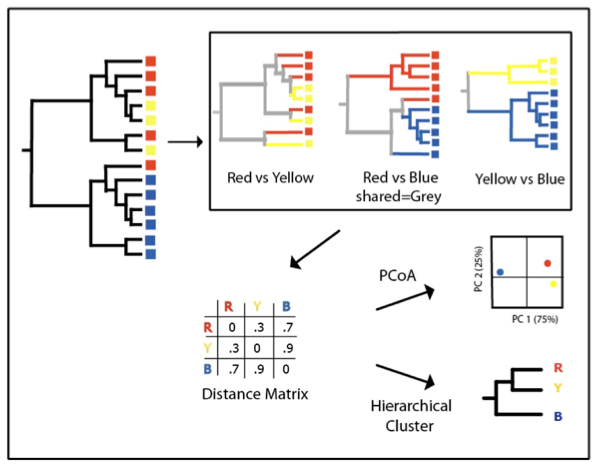 Red vs Yellow
Red vs Blue
shared=Grey
Yellow vs Blue
R Y B
R 0 .3 .7
Y .3 0 .9
B .7 .9 0
Distance Matrix
PCoA
PC 2 (25%)
PC 1 (75%)
Hierarchical
Cluster
R
Y
B